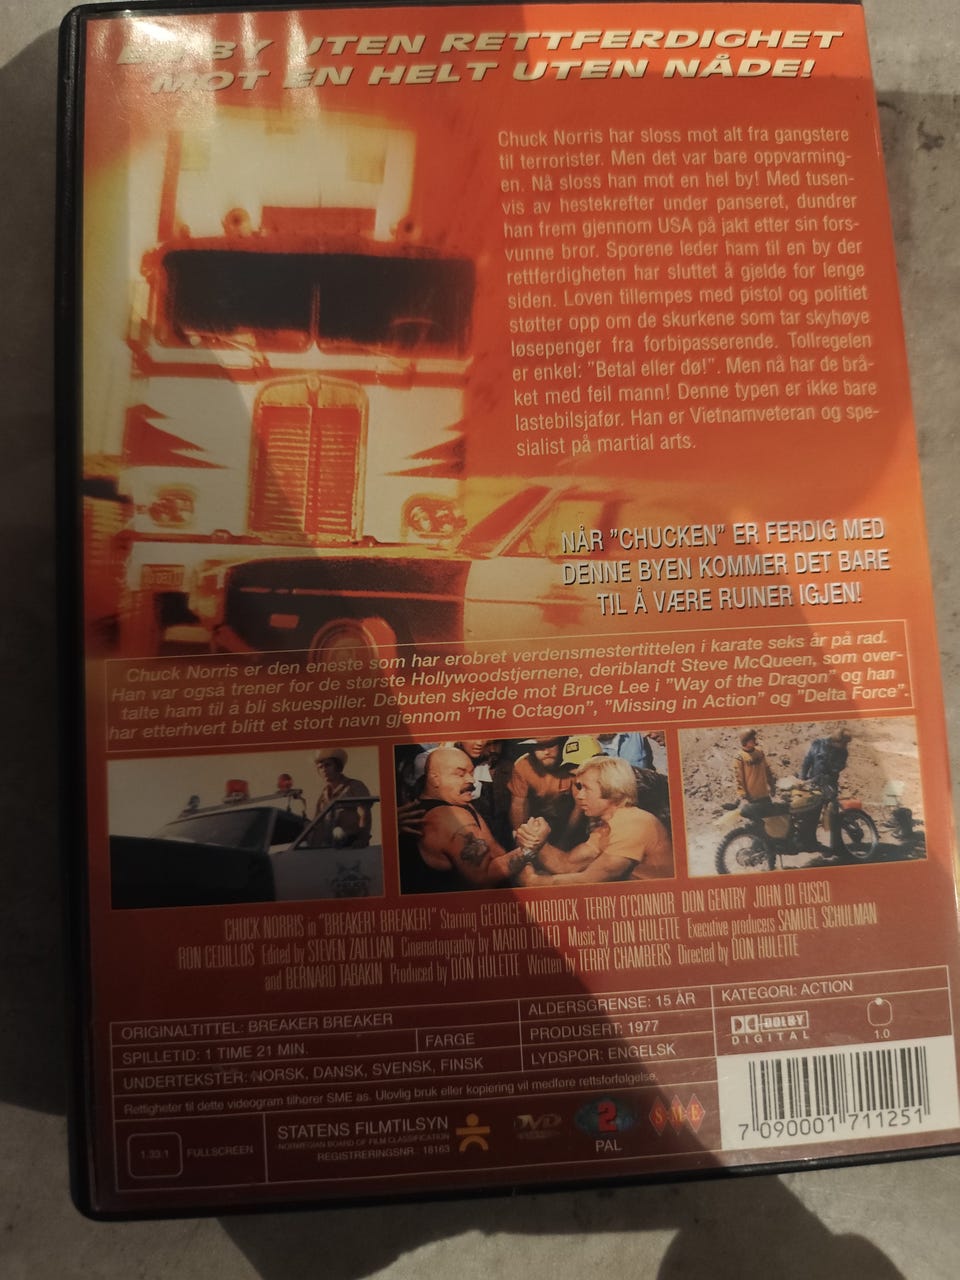 EN BY UTEN RETTFERDIGHET
MOT EN HELT UTEN NÅDE!
Chuck Norris har sloss mot alt fra gangstere
til terrorister. Men det var bare oppvarming-
en. Nå sloss han mot en hel by! Med tusen-
vis av hestekrefter under panseret, dundrer
han frem gjennom USA på jakt etter sin fors-
vunne bror. Sporene leder ham til en by der
rettferdigheten har sluttet å gjelde for lenge
siden. Loven tillempes med pistol og politiet
støtter opp om de skurkene som tar skyhøye
løsepenger fra forbipasserende. Tollregelen
er enkel: "Betal eller dø!". Men nå har de brå-
ket med feil mann! Denne typen er ikke bare
lastebilsjafør. Han er Vietnamveteran og spe-
sialist på martial arts.
NÅR "CHUCKEN" ER FERDIG MED
DENNE BYEN KOMMER DET BARE
TIL Å VÆRE RUINER IGJEN!
Chuck Norris er den eneste som har erobret verdensmestertittelen i karate seks år på rad.
Han var også trener for de største Hollywoodstjernene, deriblandt Steve McQueen, som over-
talte ham til å bli skuespiller. Debuten skjedde mot Bruce Lee i "Way of the Dragon" og han
har etterhvert blitt et stort navn gjennom "The Octagon", "Missing in Action" og "Delta Force".
CHUCK NORRIS in "BREAKER! BREAKER!" Starring GEORGE MURDOCK TERRY O'CONNOR DON GENTRY JOHN DI FUSCO
RON CEDILLOS Edited by STEVEN ZAILLIAN Cinematography by MARIO DILEO Music by DON HULETTE Executive producers SAMUEL SCHULMAN
and BERNARD TABAKIN Produced by DON HULETTE Written by TERRY CHAMBERS Directed by DON HULETTE
ORIGINALTITTEL: BREAKER BREAKER
ALDERSGRENSE: 15 ÅR
KATEGORI: ACTION
SPILLETID: 1 TIME 21 MIN.
FARGE
PRODUSERT: 1977
UNDERTEKSTER: NORSK, DANSK, SVENSK, FINSK
LYDSPOR: ENGELSK
DOLBY
DIGITAL
1.0
Rettigheter til dette videogram tilhører SME as. Ulovlig bruk eller kopiering vil medføre rettsforfølgelse.
1.33:1
FULLSCREEN
STATENS FILMTILSYN
NORWEGIAN BOARD OF FILM CLASSIFICATION
REGISTRERINGSNR. 18163
DVD
2
PAL
SME
7 090001 711251